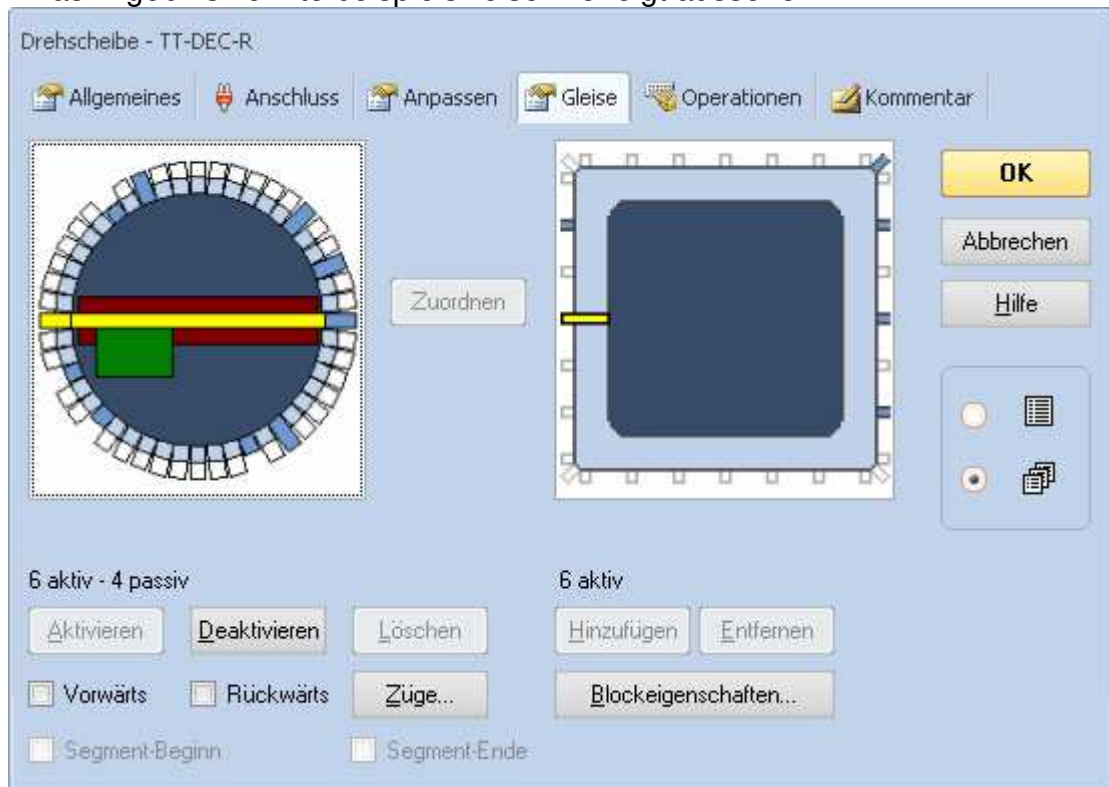 Drehscheibe - TT-DEC-R
Allgemeines Anschluss Anpassen Gleise Operationen Kommentar
OK
Abbrechen
Zuordnen
Hilfe
6 aktiv - 4 passiv 6 aktiv
Aktivieren Deaktivieren Löschen Hinzufügen Entfernen
Vorwärts Rückwärts Züge... Blockeigenschaften...
Segment-Beginn Segment-Ende